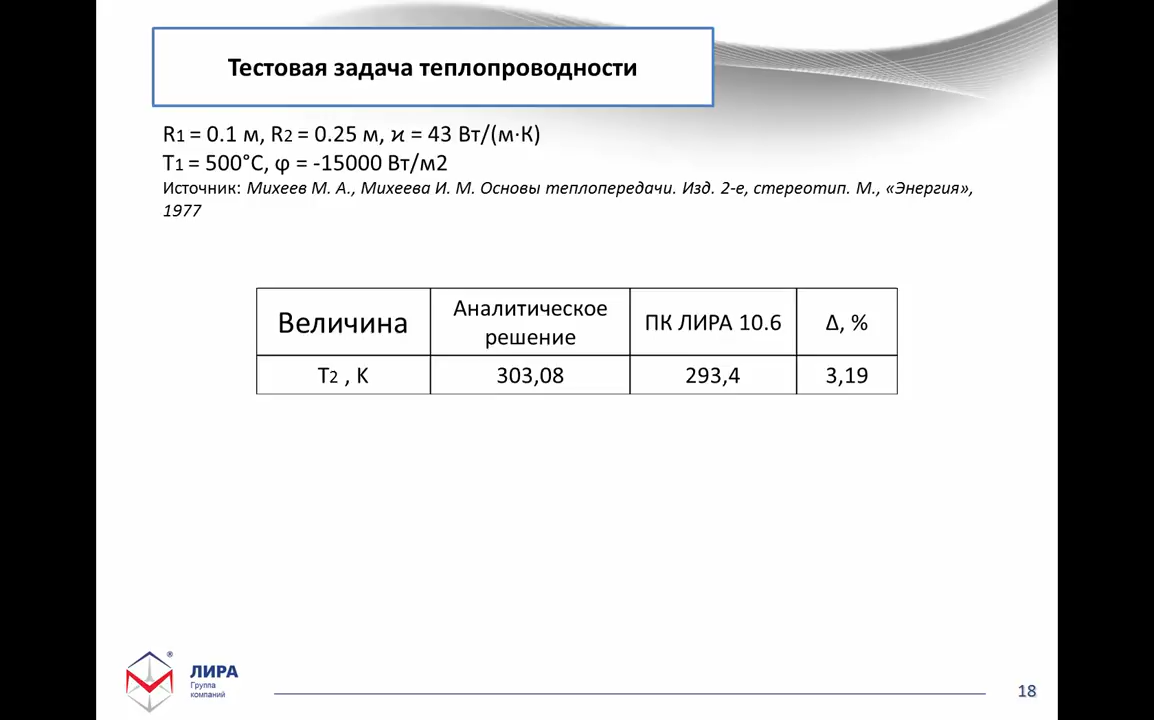 Тестовая задача теплопроводности
R1 = 0.1 м, R2 = 0.25 м, ϰ = 43 Вт/(м·К)
T1 = 500°С, φ = -15000 Вт/м2
Источник: Михеев М. А., Михеева И. М. Основы теплопередачи. Изд. 2-е, стереотип. М., «Энергия»,
1977
Величина
Аналитическое
решение
ПК ЛИРА 10.6
Δ, %
T2 , K
303,08
293,4
3,19
ЛИРА
®
Группа
компаний
18